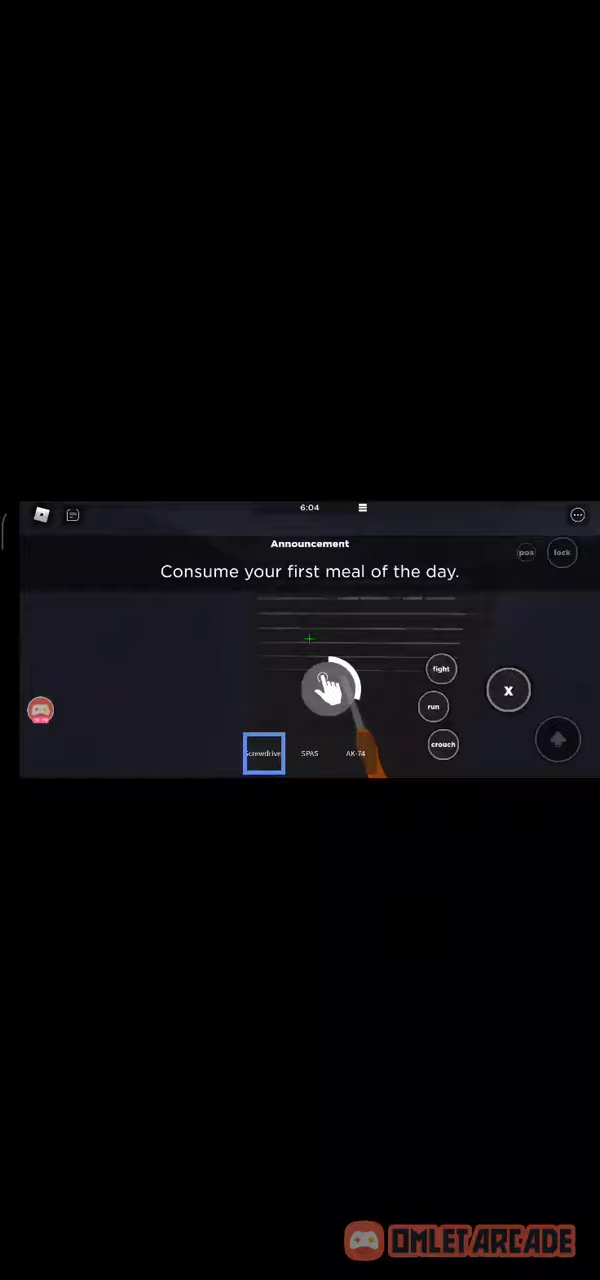 6:04
Announcement
pos
lock
Consume your first meal of the day.
fight
X
run
crouch
Screwdriver
SPAS
AK-74
OMLET ARCADE